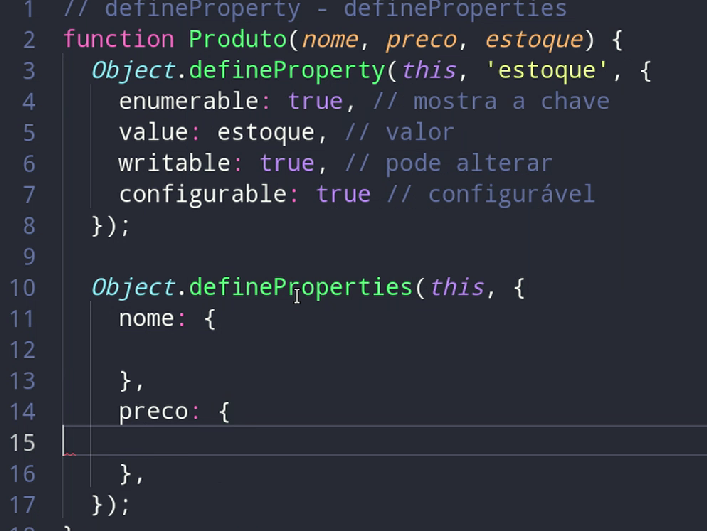 1 // defineProperty - defineProperties
2 function Produto(nome, preco, estoque) {
3 Object.defineProperty(this, 'estoque', {
4 enumerable: true, // mostra a chave
5 value: estoque, // valor
6 writable: true, // pode alterar
7 configurable: true // configurável
8 });
9
10 Object.defineProperties(this, {
11 nome: {
12
13 },
14 preco: {
15
16 },
17 });
18 }